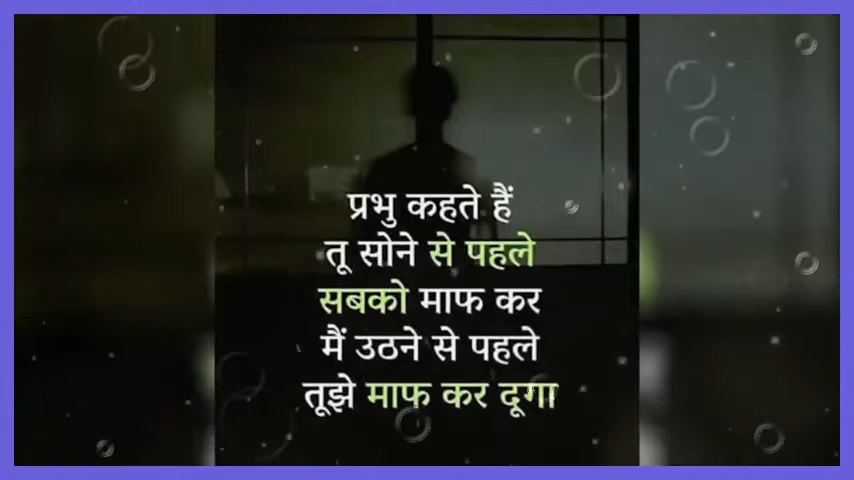 प्रभु कहते हैं
तू सोने से पहले
सबको माफ कर
मैं उठने से पहले
तूझे माफ कर दूगा